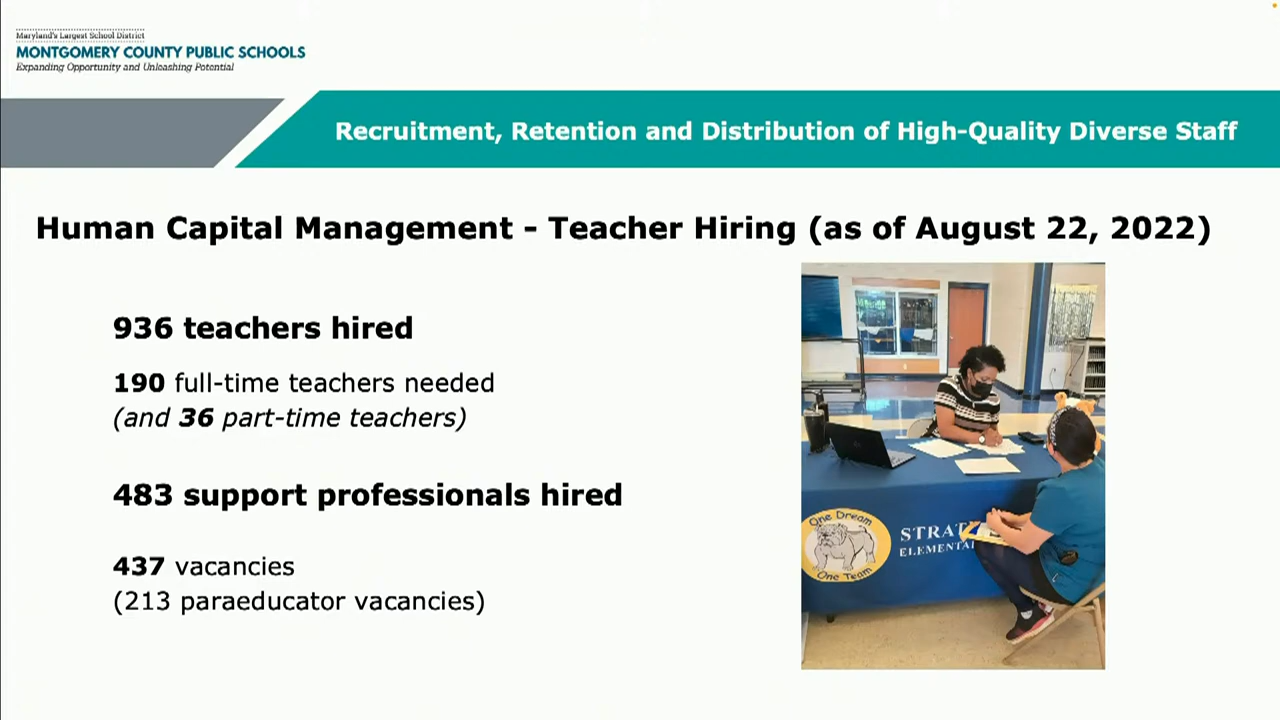 Maryland's Largest School District
MONTGOMERY COUNTY PUBLIC SCHOOLS
Expanding Opportunity and Unleashing Potential
Recruitment, Retention and Distribution of High-Quality Diverse Staff
Human Capital Management - Teacher Hiring (as of August 22, 2022)
936 teachers hired
190 full-time teachers needed
(and 36 part-time teachers)
483 support professionals hired
437 vacancies
(213 paraeducator vacancies)
One Dream
One Team